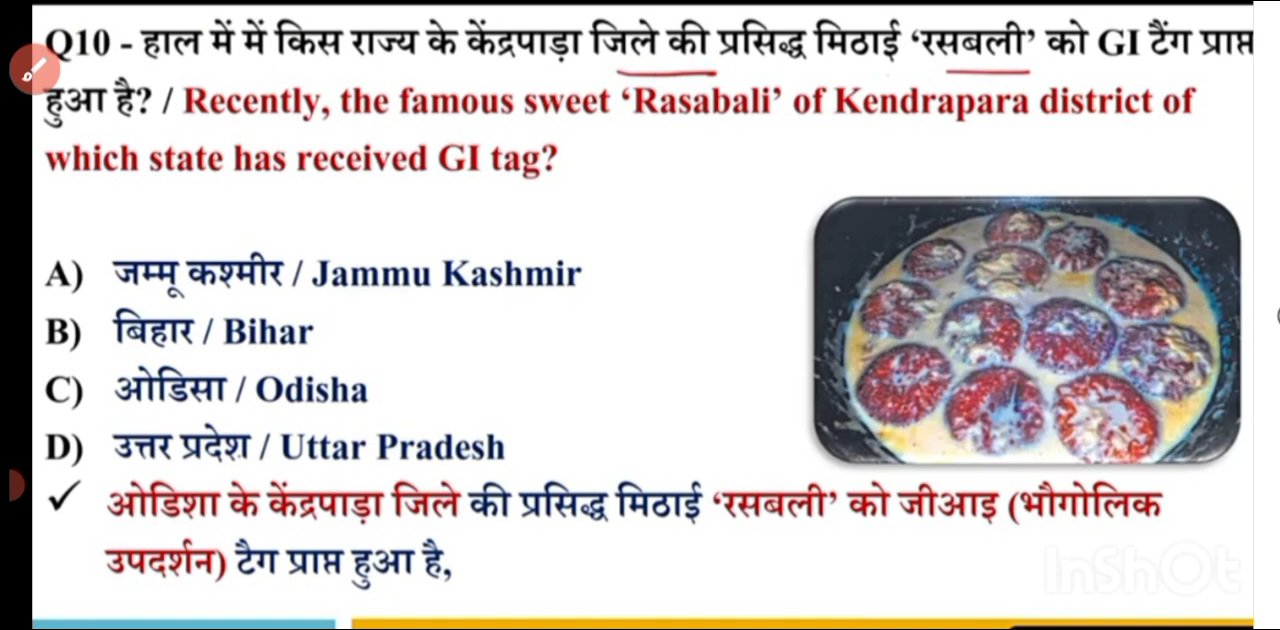 Q10 - हाल में में किस राज्य के केंद्रपाड़ा जिले की प्रसिद्ध मिठाई ‘रसबली’ को GI टैंग प्राप्त
हुआ है? / Recently, the famous sweet ‘Rasabali’ of Kendrapara district of
which state has received GI tag?
A) जम्मू कश्मीर / Jammu Kashmir
B) बिहार / Bihar
C) ओडिसा / Odisha
D) उत्तर प्रदेश / Uttar Pradesh
✓ ओडिशा के केंद्रपाड़ा जिले की प्रसिद्ध मिठाई ‘रसबली’ को जीआइ (भौगोलिक
उपदर्शन) टैग प्राप्त हुआ है,
InShOt